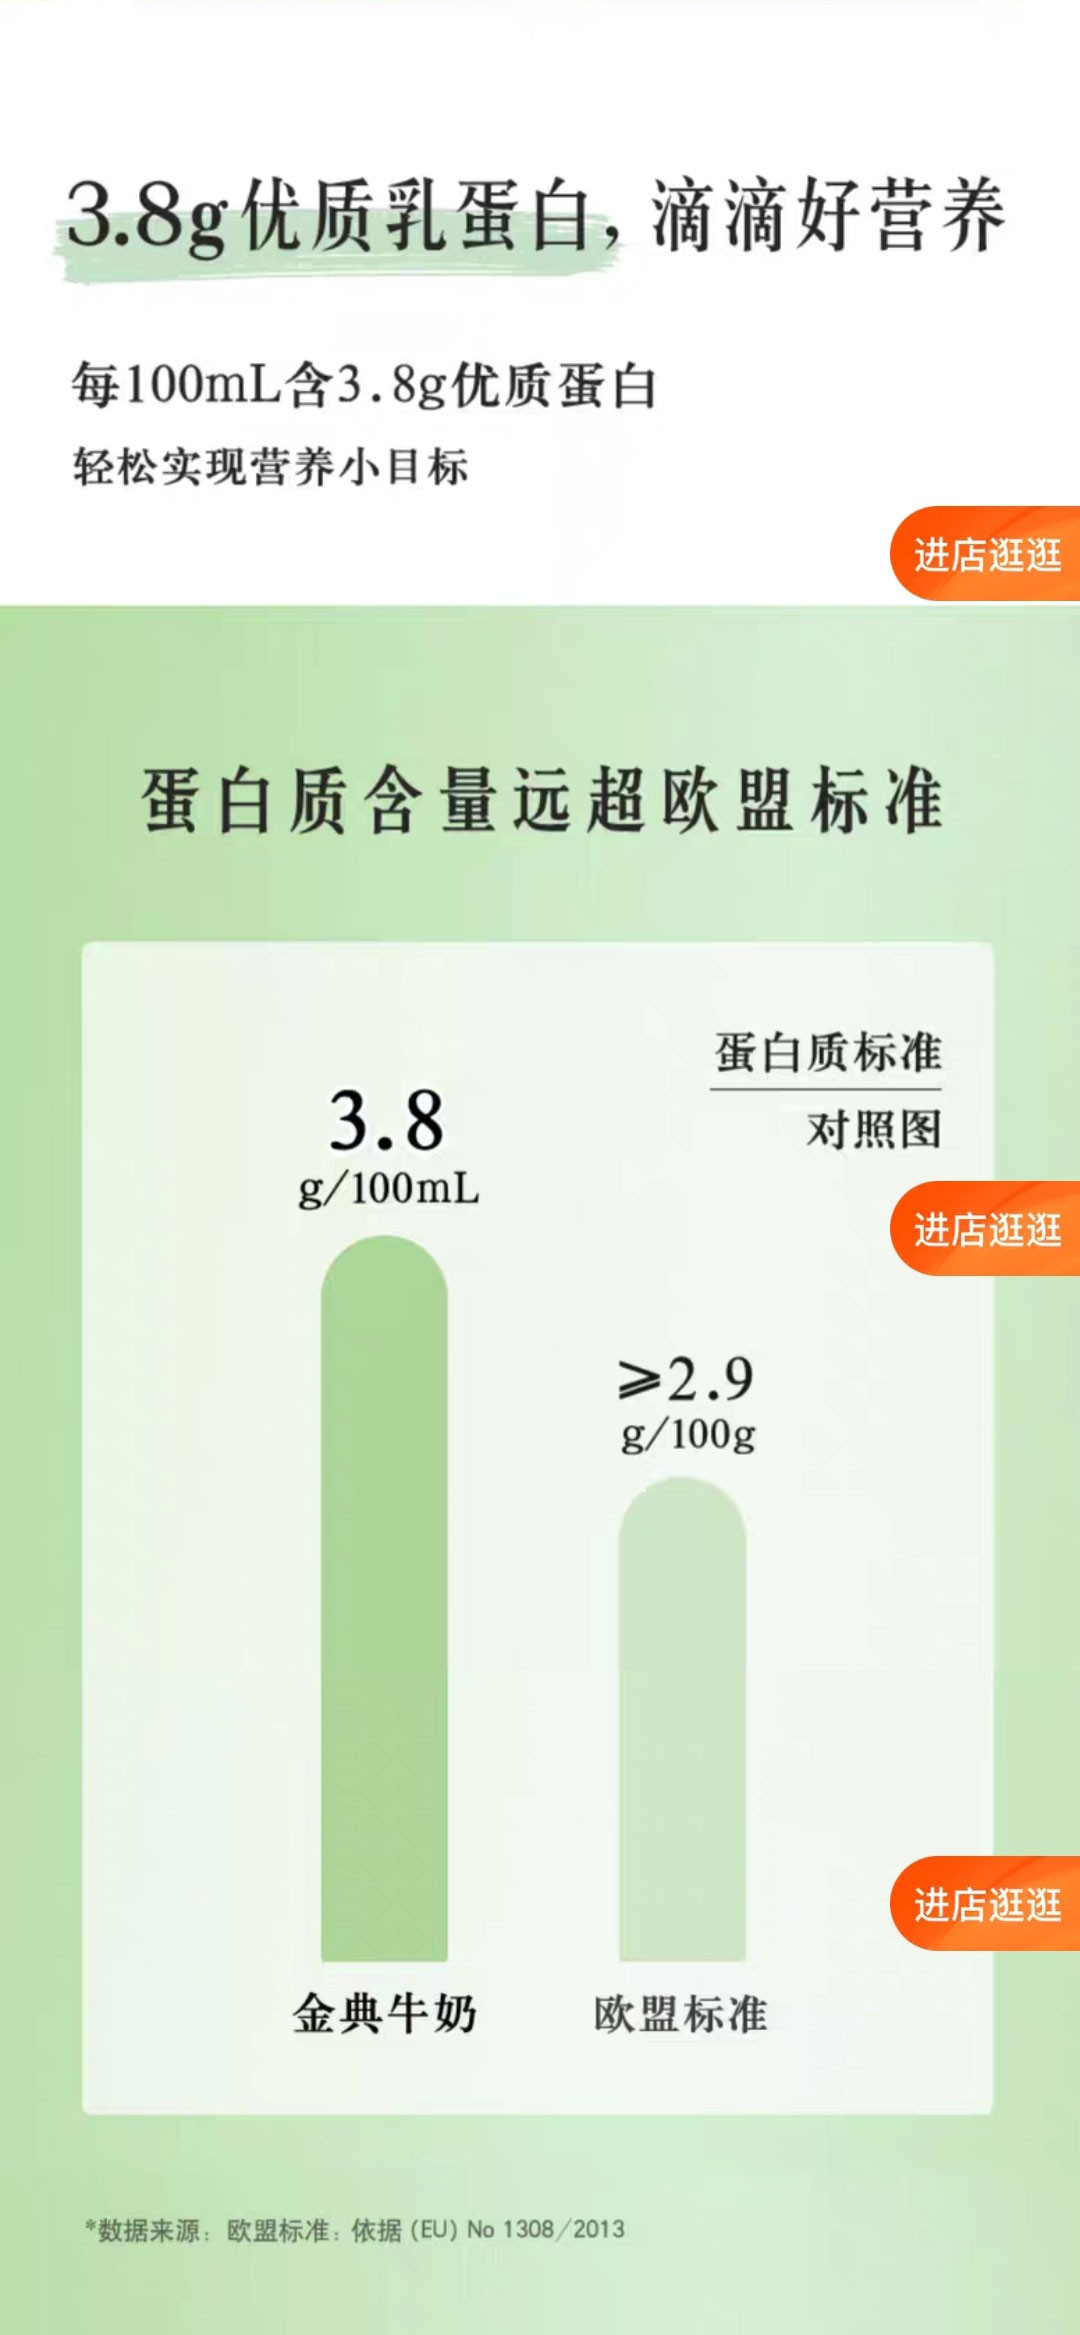 3.8g优质乳蛋白，滴滴好营养
每100mL含3.8g优质蛋白
轻松实现营养小目标
进店逛逛
蛋白质含量远超欧盟标准
蛋白质标准
对照图
3.8
g/100mL
进店逛逛
≥2.9
g/100g
进店逛逛
金典牛奶
欧盟标准
*数据来源：欧盟标准：依据 (EU) No 1308/2013